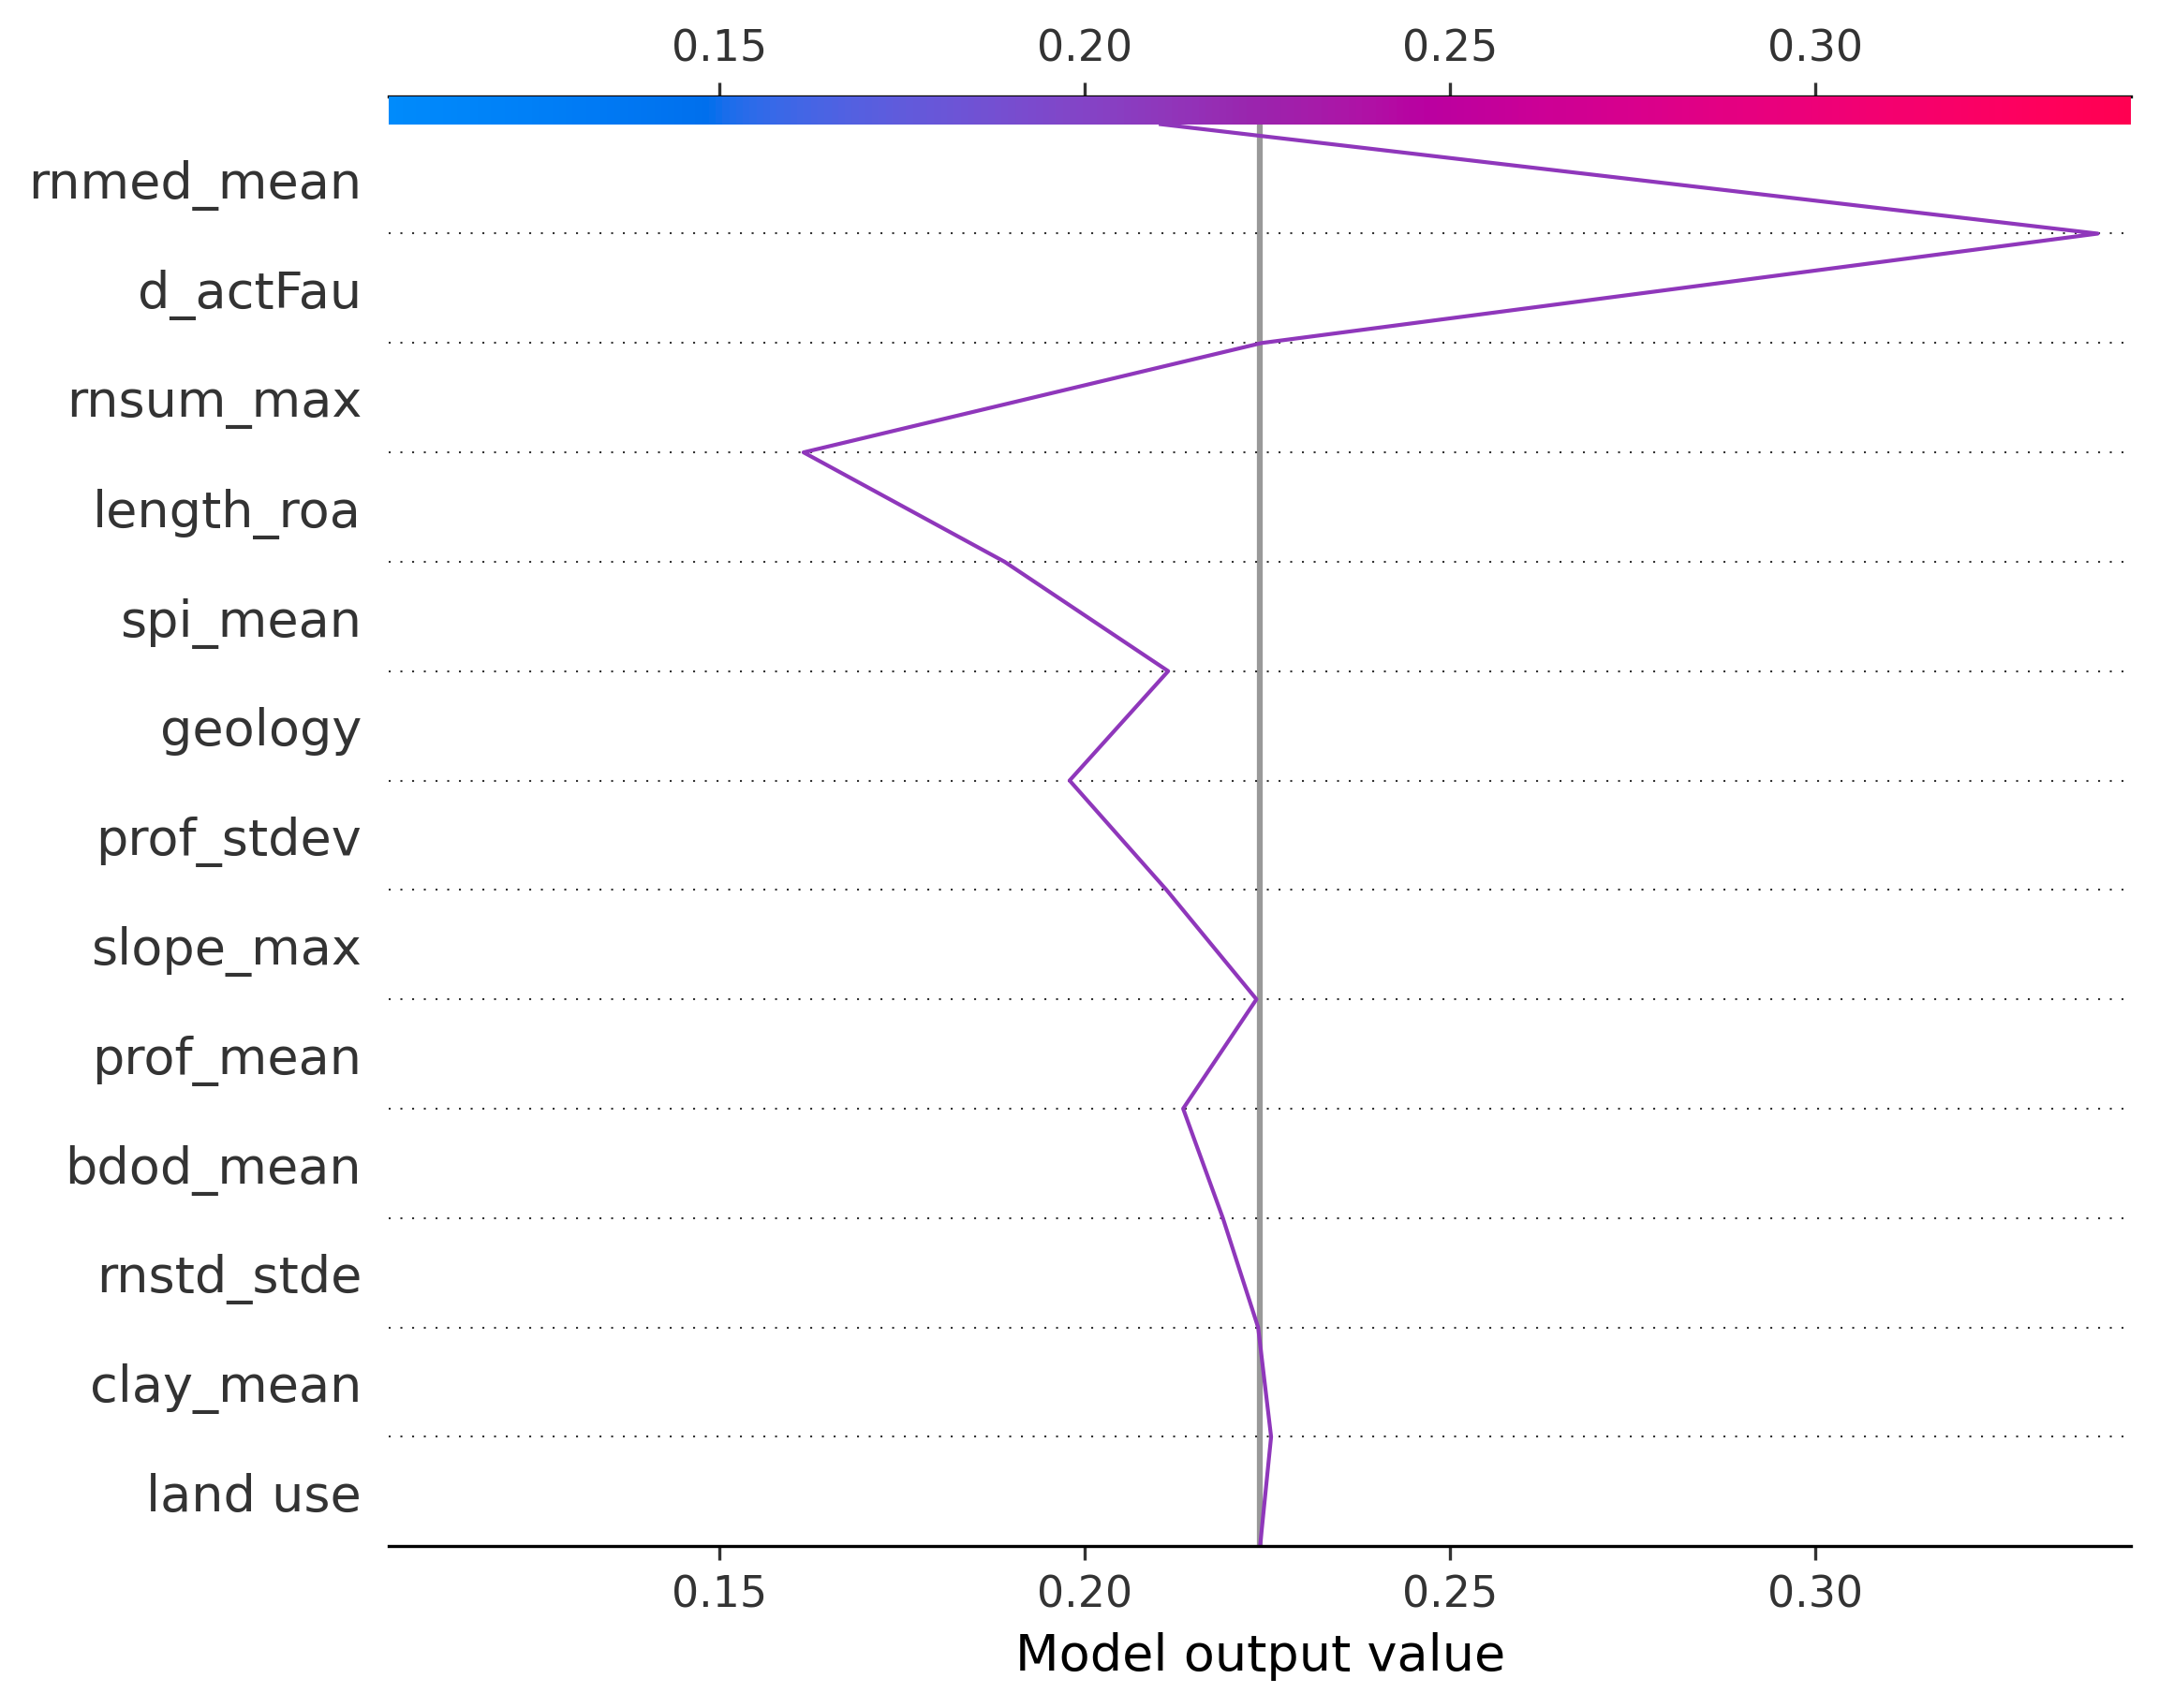 0.15 0.20 0.25 0.30
rnmed_mean
d_actFau
rnsum_max
length_roa
spi_mean
geology
prof_stdev
slope_max
prof_mean
bdod_mean
rnstd_stde
clay_mean
land use
0.15 0.20 0.25 0.30
Model output value